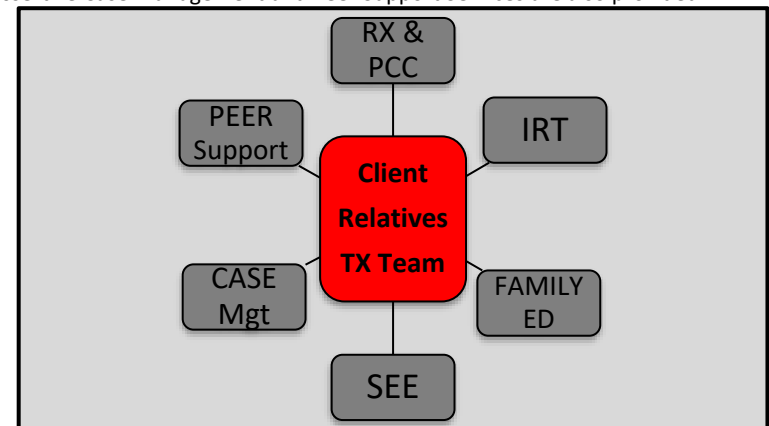 RX &
PCC
PEER
Support
IRT
Client
Relatives
TX Team
CASE
Mgt
FAMILY
ED
SEE